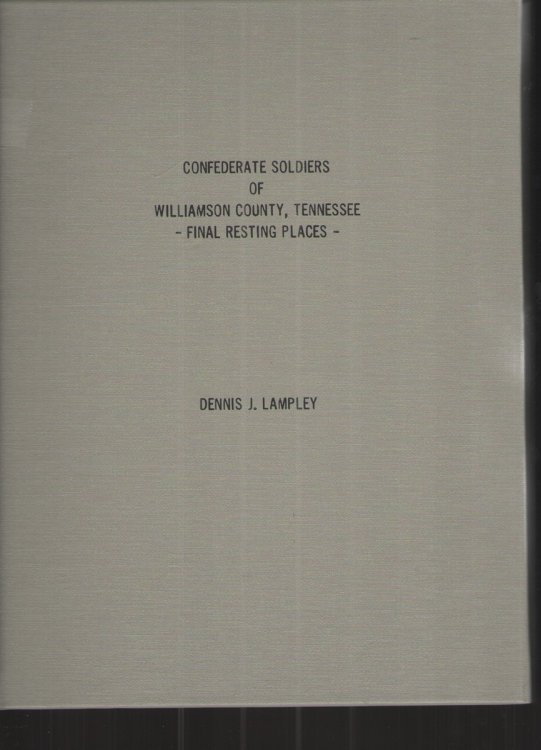 CONFEDERATE SOLDIERS
OF
WILLIAMSON COUNTY, TENNESSEE
- FINAL RESTING PLACES -
DENNIS J. LAMPLEY